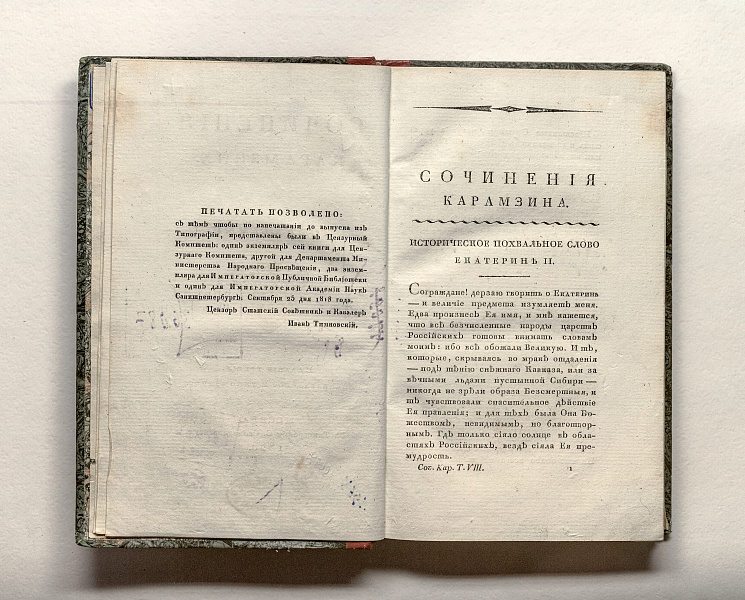 ПЕЧАТАТЬ ПОЗВОЛЕНО:
съ тѣмъ чтобы по напечатаніи до выпуска изъ
Типографіи, представлены были въ Цензурный
Комитетъ: одинъ экземпляръ сей книги для Цен-
зурнаго Комитета, другой для Департамента Ми-
нистерства Народнаго Просвѣщенія, два экзем-
пляра для ИМПЕРАТОРСКОЙ Публичной Библіотеки
и одинъ для ИМПЕРАТОРСКОЙ Академіи Наукъ
Санктпетербургъ. Сентября 25 дня 1818 года.
Цензоръ Статскій Совѣтникъ и Кавалеръ
Иванъ Тимковскій.
СОЧИНЕНІЯ
КАРАМЗИНА.
ИСТОРИЧЕСКОЕ ПОХВАЛЬНОЕ СЛОВО
ЕКАТЕРИНѢ II.
Сограждане! дерзаю говорить о ЕКАТЕРИНѢ
— и величіе предмета изумляетъ меня.
Едва произнесъ Ея имя, и мнѣ кажется,
что всѣ безчисленные народы царствъ
Россійскихъ готовы внимать словамъ
моимъ: ибо всѣ обожали Великую. И тѣ,
которые, скрываясь во мракѣ отдаленія
— подъ тѣнію снѣжнаго Кавказа, или за
вѣчными льдами пустынной Сибири —
никогда не зрѣли образа Безсмертныя, и
тѣ чувствовали спасительное дѣйствіе
Ея правленія; и для тѣхъ была Она Бо-
жествомъ, невидимымъ, но благотвор-
нымъ. Гдѣ только сіяло солнце въ обла-
стяхъ Россійскихъ, вездѣ сіяла Ея пре-
мудрость.
Соч. Кар. Т. VIII. 1